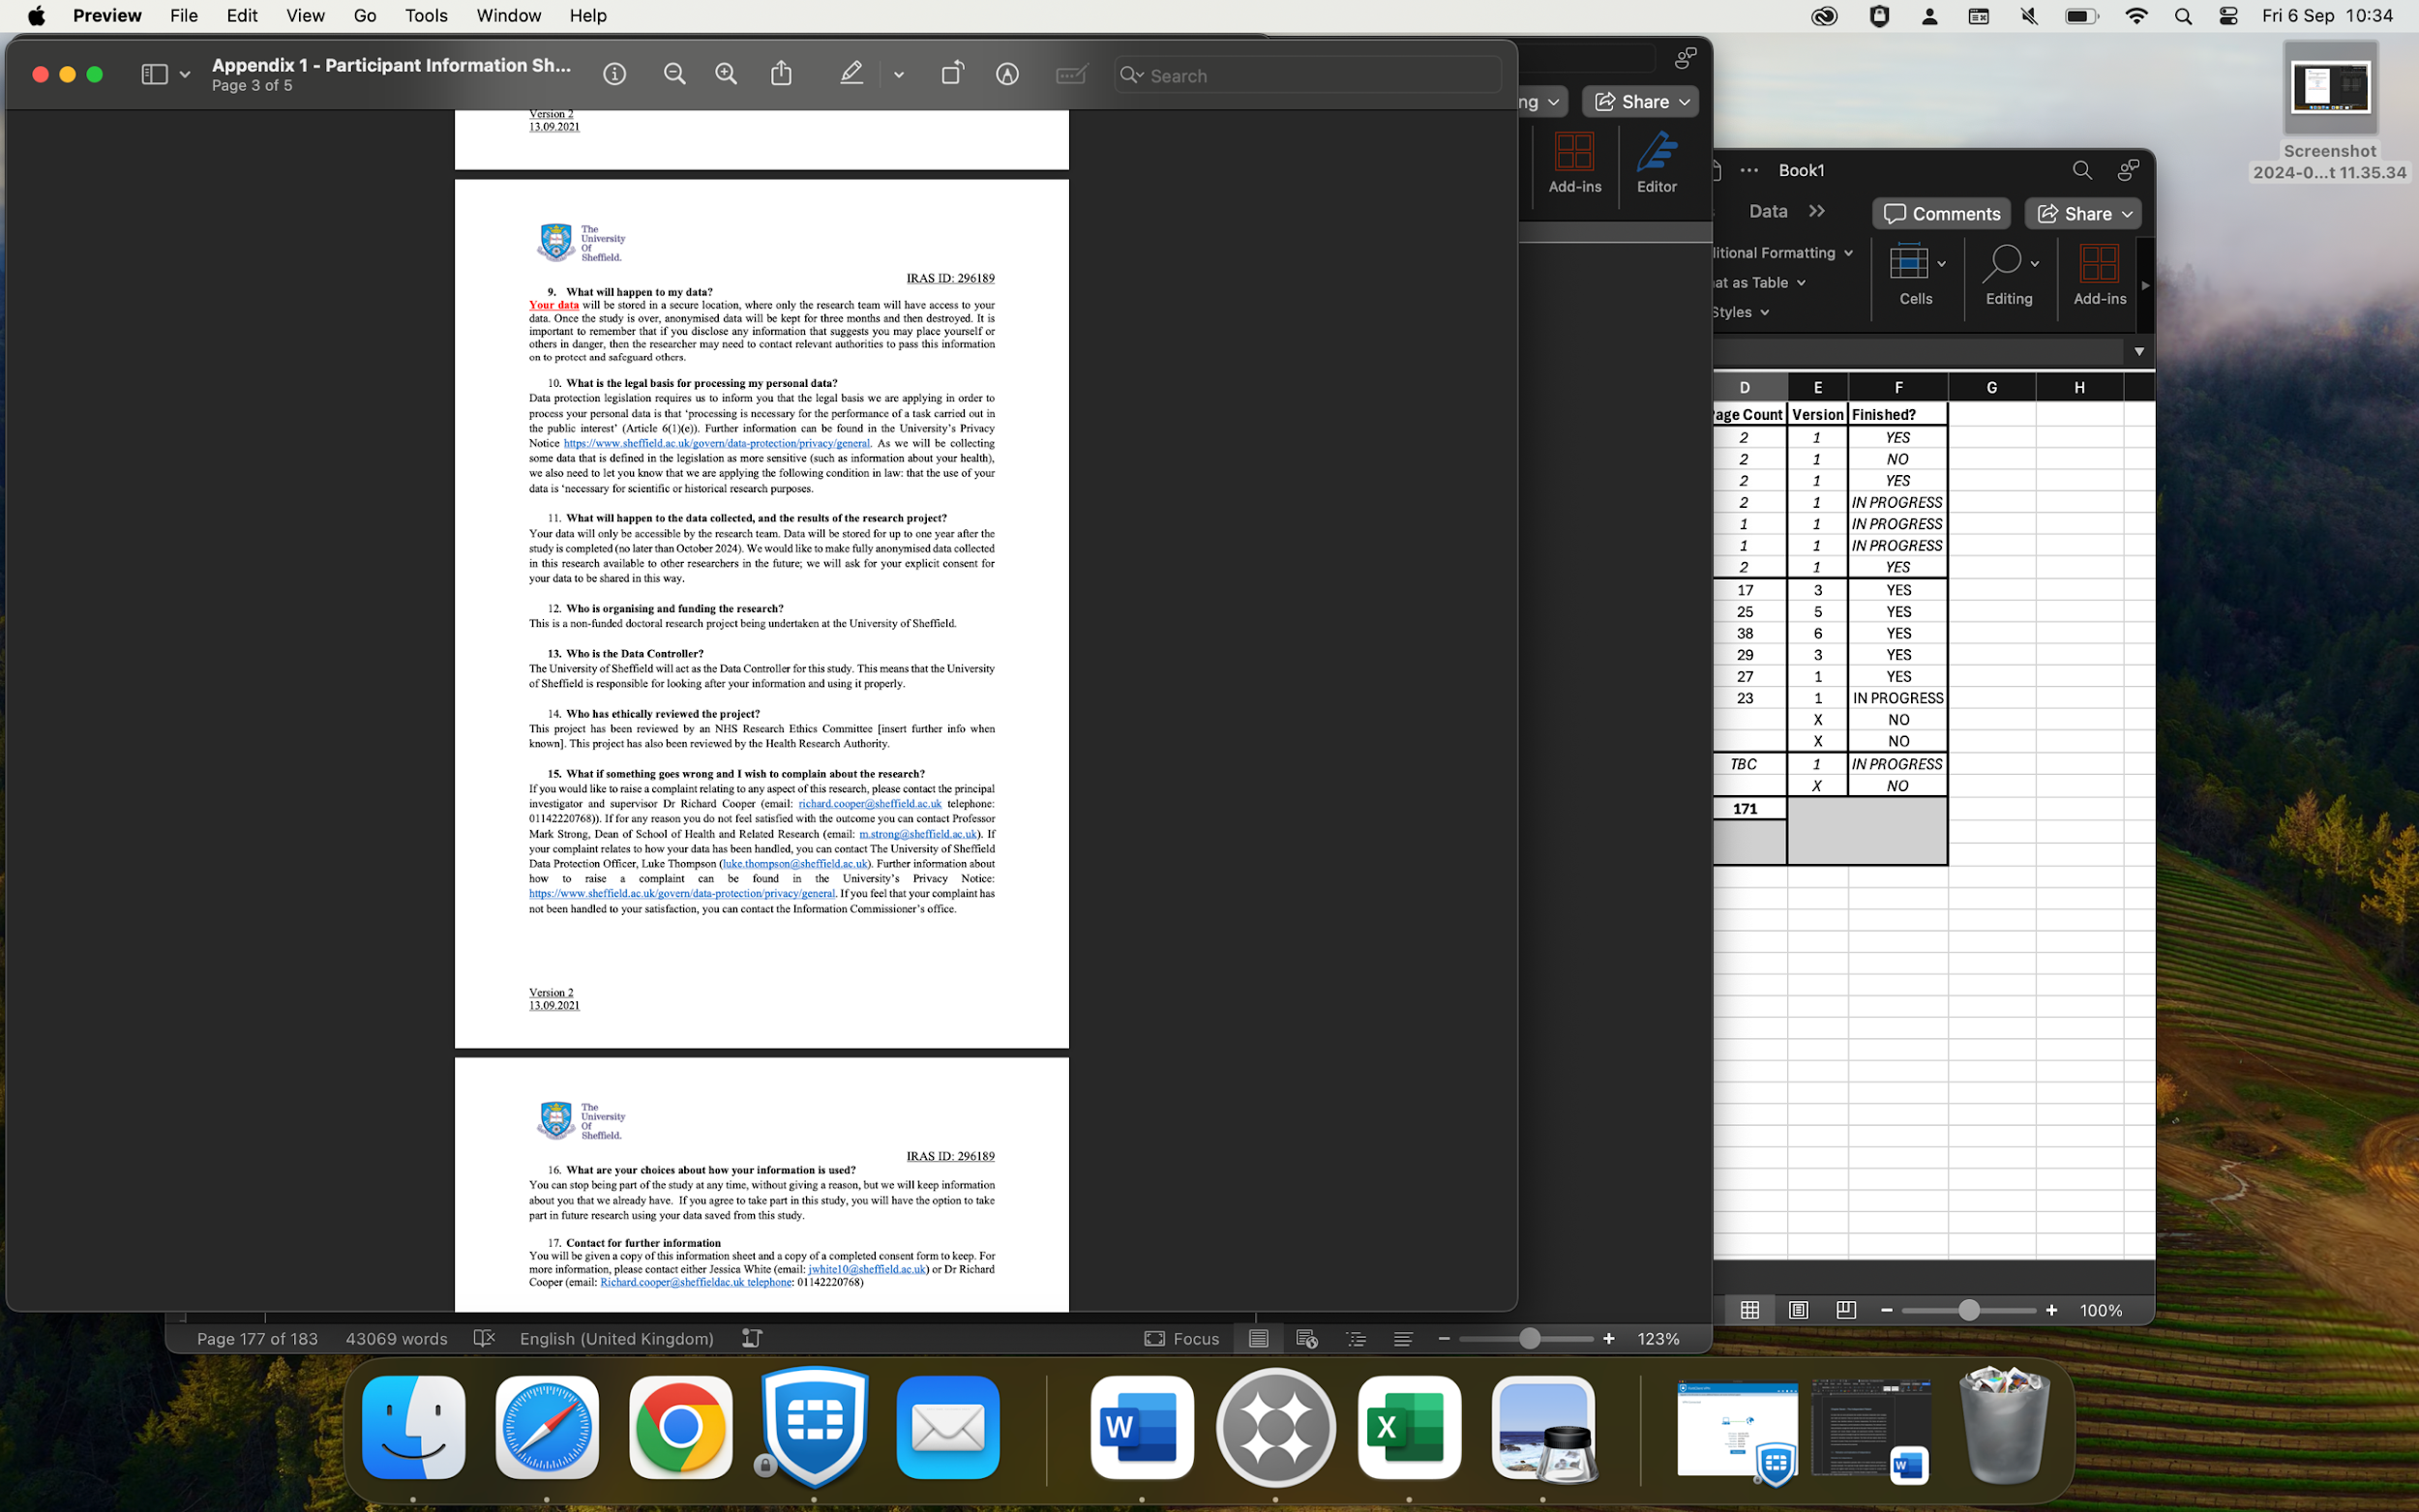 Preview File Edit View Go Tools Window Help
Fri 6 Sep 10:34
Appendix 1 - Participant Information Sh...
Page 3 of 5
Search
Version 2
13.09.2021
The
University
Of
Sheffield.
IRAS ID: 296189
9. What will happen to my data?
Your data will be stored in a secure location, where only the research team will have access to your
data. Once the study is over, anonymised data will be kept for three months and then destroyed. It is
important to remember that if you disclose any information that suggests you may place yourself or
others in danger, then the researcher may need to contact relevant authorities to pass this information
on to protect and safeguard others.
10. What is the legal basis for processing my personal data?
Data protection legislation requires us to inform you that the legal basis we are applying in order to
process your personal data is that ‘processing is necessary for the performance of a task carried out in
the public interest’ (Article 6(1)(e)). Further information can be found in the University’s Privacy
Notice https://www.sheffield.ac.uk/govern/data-protection/privacy/general. As we will be collecting
some data that is defined in the legislation as more sensitive (such as information about your health),
we also need to let you know that we are applying the following condition in law: that the use of your
data is ‘necessary for scientific or historical research purposes.
11. What will happen to the data collected, and the results of the research project?
Your data will only be accessible by the research team. Data will be stored for up to one year after the
study is completed (no later than October 2024). We would like to make fully anonymised data collected
in this research available to other researchers in the future; we will ask for your explicit consent for
your data to be shared in this way.
12. Who is organising and funding the research?
This is a non-funded doctoral research project being undertaken at the University of Sheffield.
13. Who is the Data Controller?
The University of Sheffield will act as the Data Controller for this study. This means that the University
of Sheffield is responsible for looking after your information and using it properly.
14. Who has ethically reviewed the project?
This project has been reviewed by an NHS Research Ethics Committee [insert further info when
known]. This project has also been reviewed by the Health Research Authority.
15. What if something goes wrong and I wish to complain about the research?
If you would like to raise a complaint relating to any aspect of this research, please contact the principal
investigator and supervisor Dr Richard Cooper (email: richard.cooper@sheffield.ac.uk telephone:
01142220768)). If for any reason you do not feel satisfied with the outcome you can contact Professor
Mark Strong, Dean of School of Health and Related Research (email: m.strong@sheffield.ac.uk). If
your complaint relates to how your data has been handled, you can contact The University of Sheffield
Data Protection Officer, Luke Thompson (luke.thompson@sheffield.ac.uk). Further information about
how to raise a complaint can be found in the University’s Privacy Notice:
https://www.sheffield.ac.uk/govern/data-protection/privacy/general. If you feel that your complaint has
not been handled to your satisfaction, you can contact the Information Commissioner’s office.
Version 2
13.09.2021
The
University
Of
Sheffield.
IRAS ID: 296189
16. What are your choices about how your information is used?
You can stop being part of the study at any time, without giving a reason, but we will keep information
about you that we already have. If you agree to take part in this study, you will have the option to take
part in future research using your data saved from this study.
17. Contact for further information
You will be given a copy of this information sheet and a copy of a completed consent form to keep. For
more information, please contact either Jessica White (email: jwhite10@sheffield.ac.uk) or Dr Richard
Cooper (email: Richard.cooper@sheffieldac.uk telephone: 01142220768)
ng Share
Add-ins Editor
Page 177 of 183 43069 words English (United Kingdom) Focus 123%
Book1
Data Comments Share
itional Formatting
at as Table
Styles
Cells Editing Add-ins
D E F G H
age Count Version Finished?
2 1 YES
2 1 NO
2 1 YES
2 1 IN PROGRESS
1 1 IN PROGRESS
1 1 IN PROGRESS
2 1 YES
17 3 YES
25 5 YES
38 6 YES
29 3 YES
27 1 YES
23 1 IN PROGRESS
X NO
X NO
TBC 1 IN PROGRESS
X NO
171
100%
Screenshot
2024-0...t 11.35.34
W
X
W